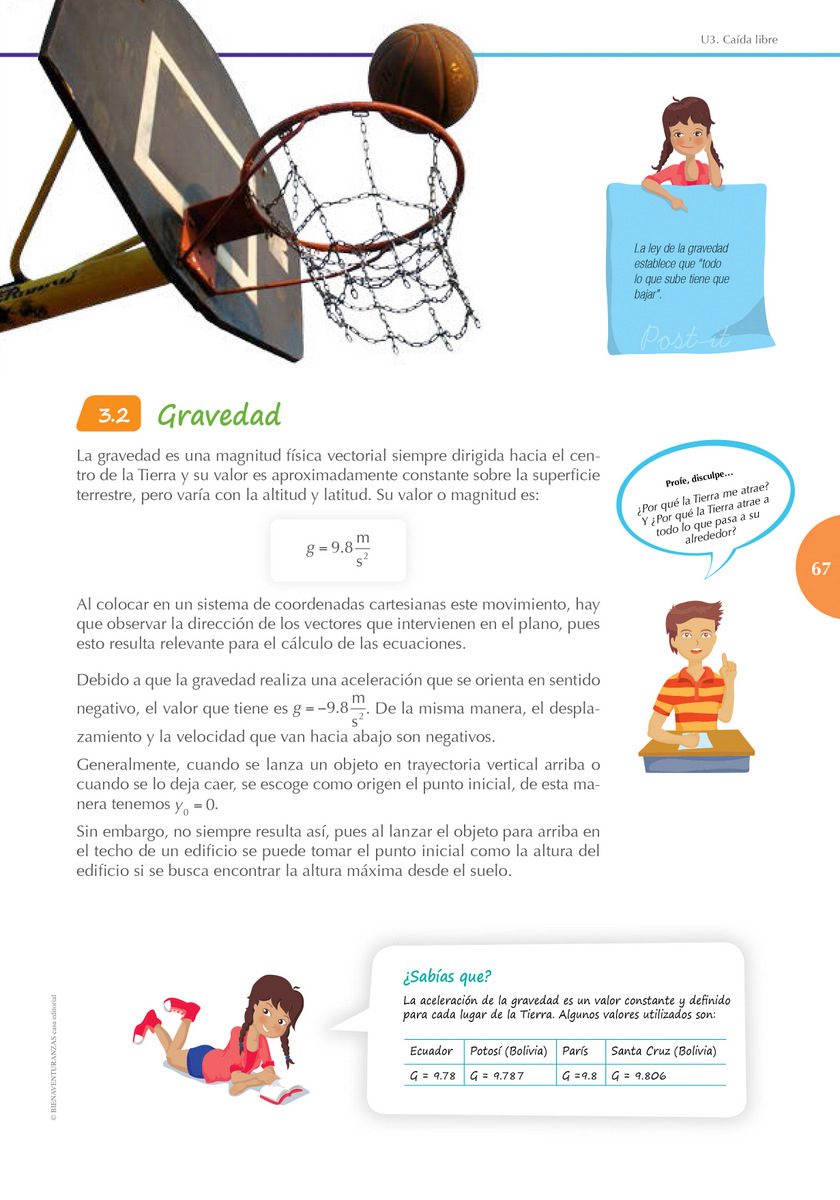 U3. Caída libre
La ley de la gravedad
establece que "todo
lo que sube tiene que
bajar".
Post-it
3.2 Gravedad
La gravedad es una magnitud física vectorial siempre dirigida hacia el cen-
tro de la Tierra y su valor es aproximadamente constante sobre la superficie
terrestre, pero varía con la altitud y latitud. Su valor o magnitud es:
g = 9.8 m/s²
Profe, disculpe...
¿Por qué la Tierra me atrae?
Y ¿Por qué la Tierra atrae a
todo lo que pasa a su
alrededor?
67
Al colocar en un sistema de coordenadas cartesianas este movimiento, hay
que observar la dirección de los vectores que intervienen en el plano, pues
esto resulta relevante para el cálculo de las ecuaciones.
Debido a que la gravedad realiza una aceleración que se orienta en sentido
negativo, el valor que tiene es g = −9.8 m/s². De la misma manera, el despla-
zamiento y la velocidad que van hacia abajo son negativos.
Generalmente, cuando se lanza un objeto en trayectoria vertical arriba o
cuando se lo deja caer, se escoge como origen el punto inicial, de esta ma-
nera tenemos y₀ = 0.
Sin embargo, no siempre resulta así, pues al lanzar el objeto para arriba en
el techo de un edificio se puede tomar el punto inicial como la altura del
edificio si se busca encontrar la altura máxima desde el suelo.
¿Sabías que?
La aceleración de la gravedad es un valor constante y definido
para cada lugar de la Tierra. Algunos valores utilizados son:
Ecuador Potosí (Bolivia) París Santa Cruz (Bolivia)
G = 9.78 G = 9.787 G =9.8 G = 9.806
© BIENAVENTURANZAS casa editorial